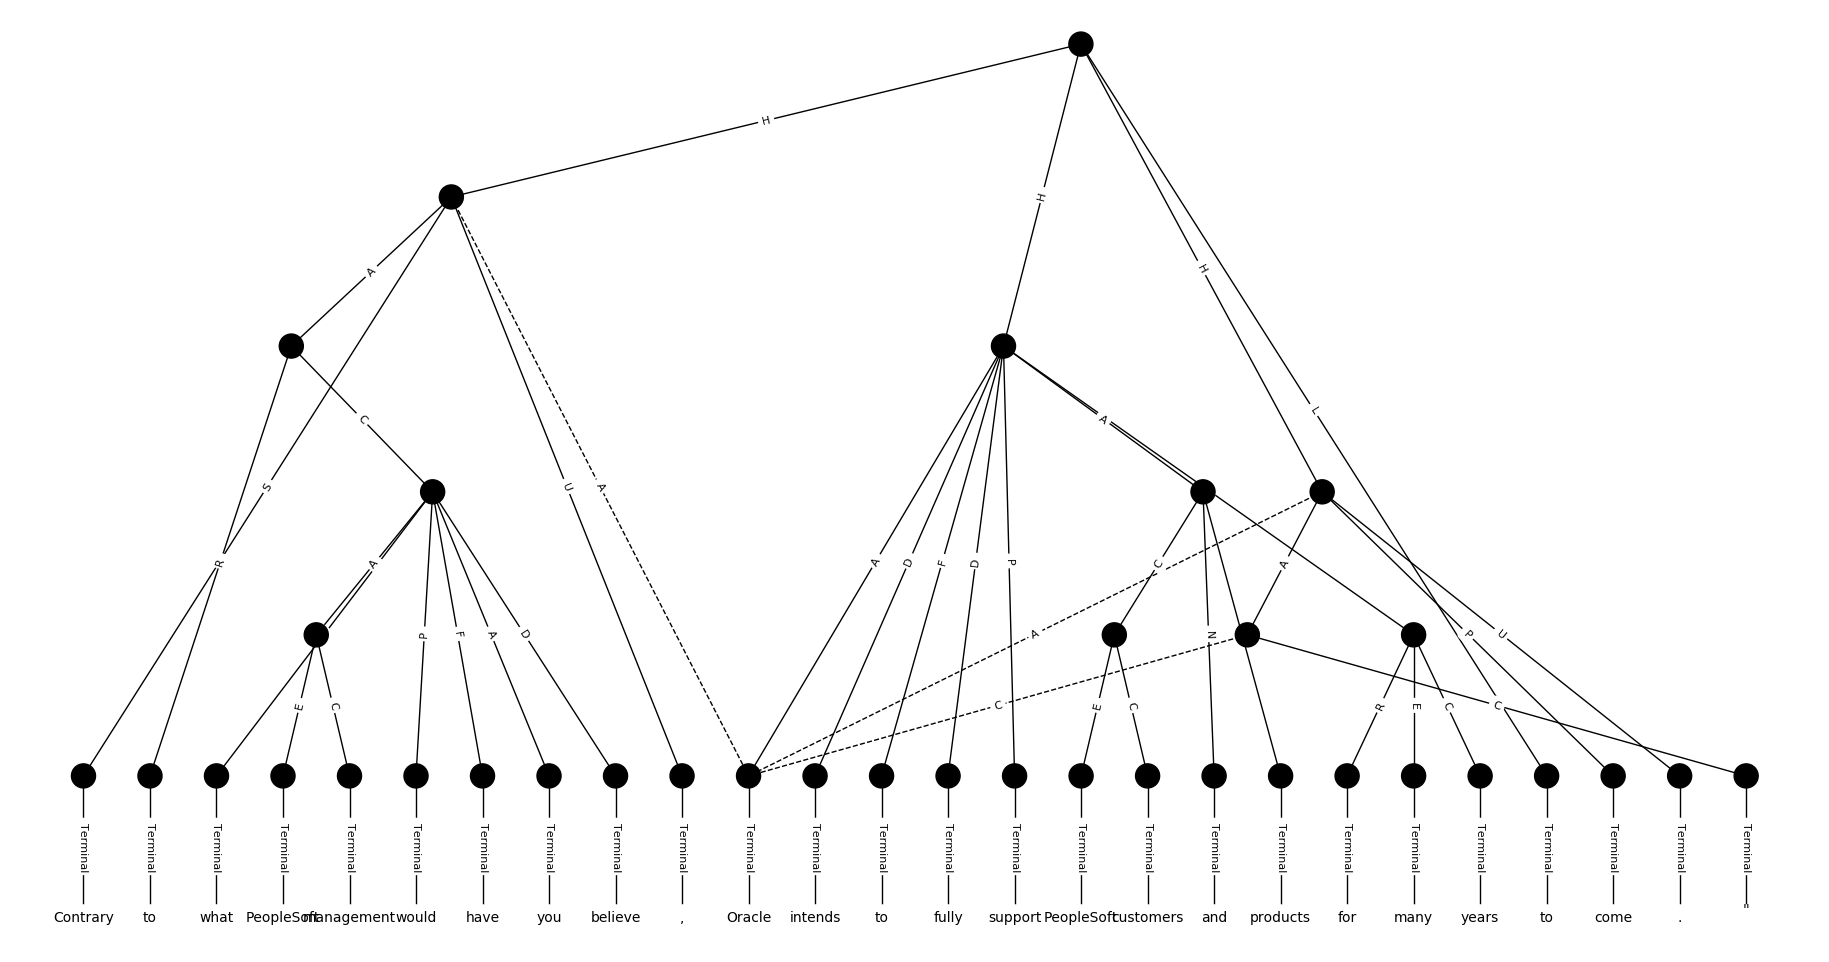 H
H
A
H
L
C
A
S
U
A
R
A
A
D
F
D
P
C
A
P
F
A
D
A
N
P
U
E
C
C
E
C
R
E
C
C
Terminal Terminal Terminal Terminal Terminal Terminal Terminal Terminal Terminal Terminal Terminal Terminal Terminal Terminal Terminal Terminal Terminal Terminal Terminal Terminal Terminal Terminal Terminal Terminal Terminal Terminal
Contrary to what PeopleSoft management would have you believe , Oracle intends to fully support PeopleSoft customers and products for many years to come . "